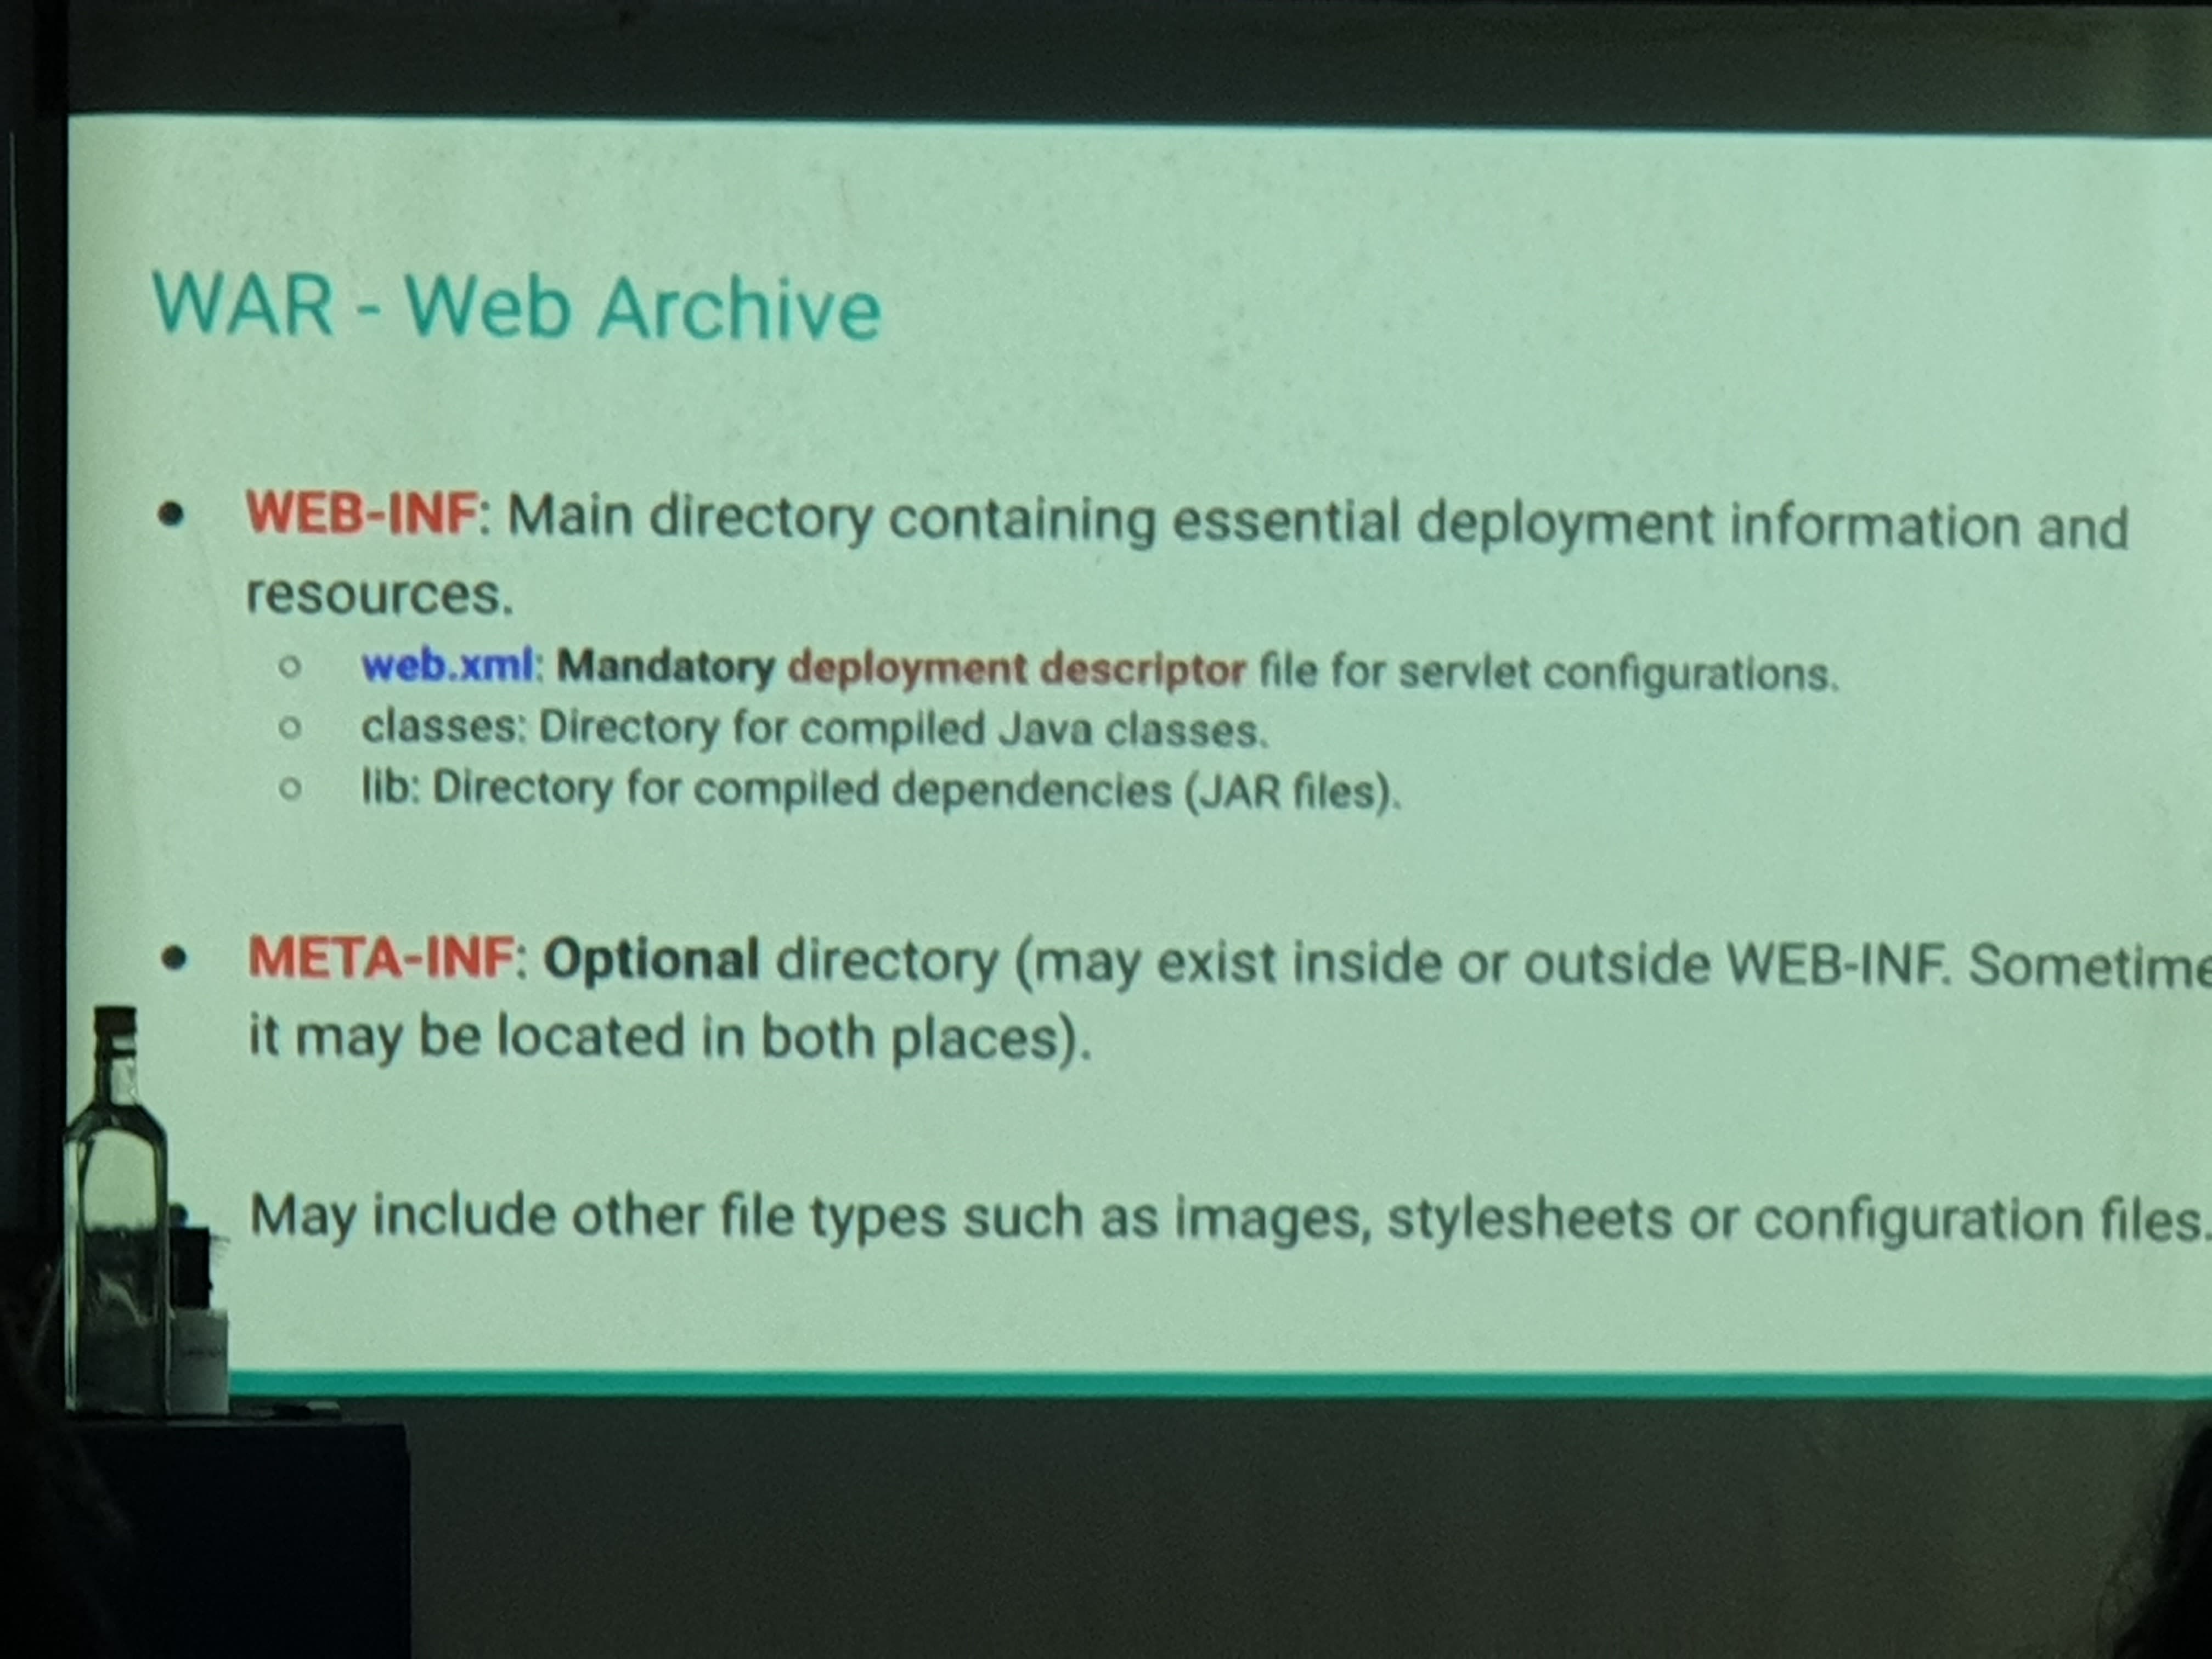 WAR - Web Archive
● WEB-INF: Main directory containing essential deployment information and
resources.
○ web.xml: Mandatory deployment descriptor file for servlet configurations.
○ classes: Directory for compiled Java classes.
○ lib: Directory for compiled dependencies (JAR files).
● META-INF: Optional directory (may exist inside or outside WEB-INF. Sometime
it may be located in both places).
● May include other file types such as images, stylesheets or configuration files.